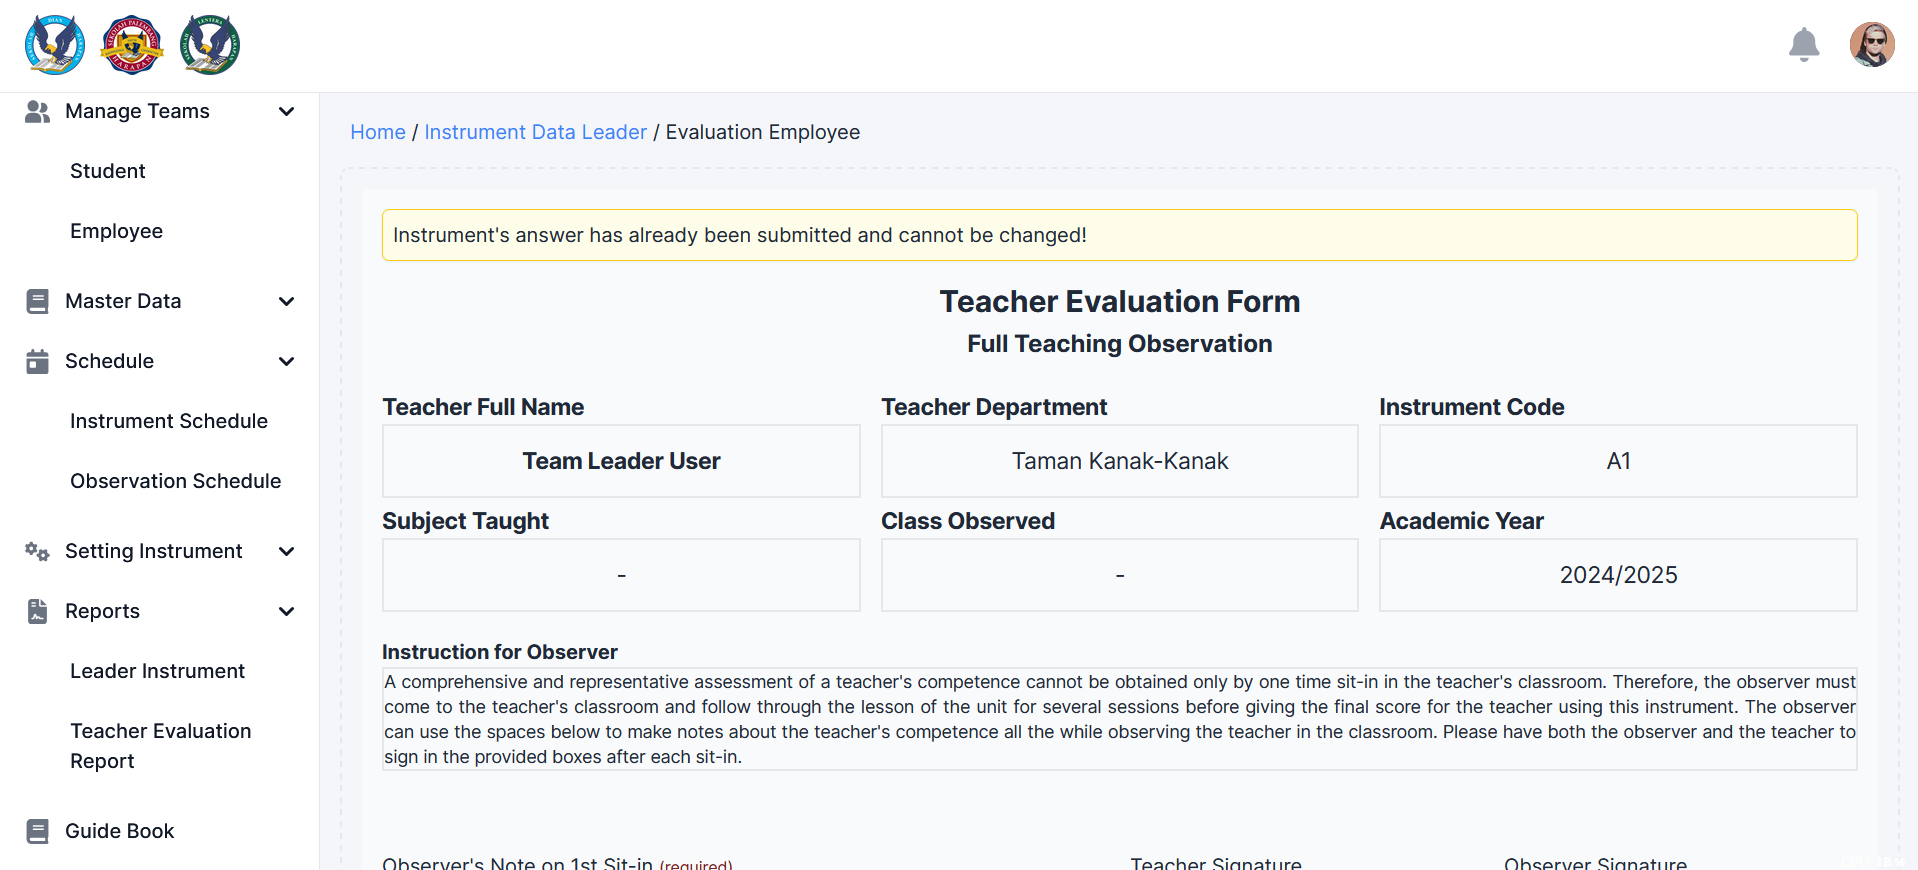 Manage Teams
Student
Employee
Master Data
Schedule
Instrument Schedule
Observation Schedule
Setting Instrument
Reports
Leader Instrument
Teacher Evaluation
Report
Guide Book
Home / Instrument Data Leader / Evaluation Employee
Instrument's answer has already been submitted and cannot be changed!
Teacher Evaluation Form
Full Teaching Observation
Teacher Full Name
Team Leader User
Teacher Department
Taman Kanak-Kanak
Instrument Code
A1
Subject Taught
-
Class Observed
-
Academic Year
2024/2025
Instruction for Observer
A comprehensive and representative assessment of a teacher's competence cannot be obtained only by one time sit-in in the teacher's classroom. Therefore, the observer must
come to the teacher's classroom and follow through the lesson of the unit for several sessions before giving the final score for the teacher using this instrument. The observer
can use the spaces below to make notes about the teacher's competence all the while observing the teacher in the classroom. Please have both the observer and the teacher to
sign in the provided boxes after each sit-in.
Observer's Note on 1st Sit-in (required)
Teacher Signature
Observer Signature